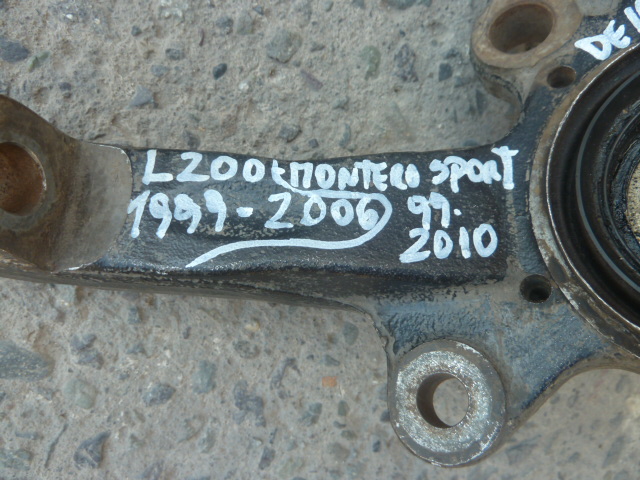 DE
L200 MONTERO SPORT
1999-2006 99-
2010